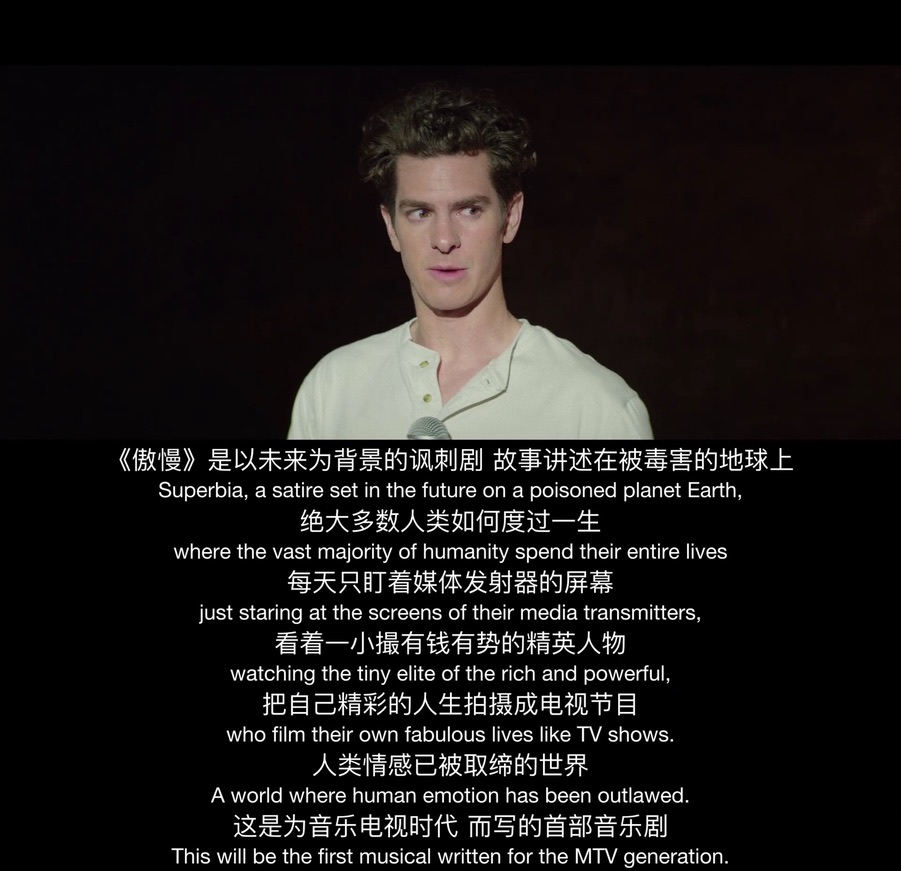 《傲慢》是以未来为背景的讽刺剧 故事讲述在被毒害的地球上
Superbia, a satire set in the future on a poisoned planet Earth,
绝大多数人类如何度过一生
where the vast majority of humanity spend their entire lives
每天只盯着媒体发射器的屏幕
just staring at the screens of their media transmitters,
看着一小撮有钱有势的精英人物
watching the tiny elite of the rich and powerful,
把自己精彩的人生拍摄成电视节目
who film their own fabulous lives like TV shows.
人类情感已被取缔的世界
A world where human emotion has been outlawed.
这是为音乐电视时代 而写的首部音乐剧
This will be the first musical written for the MTV generation.